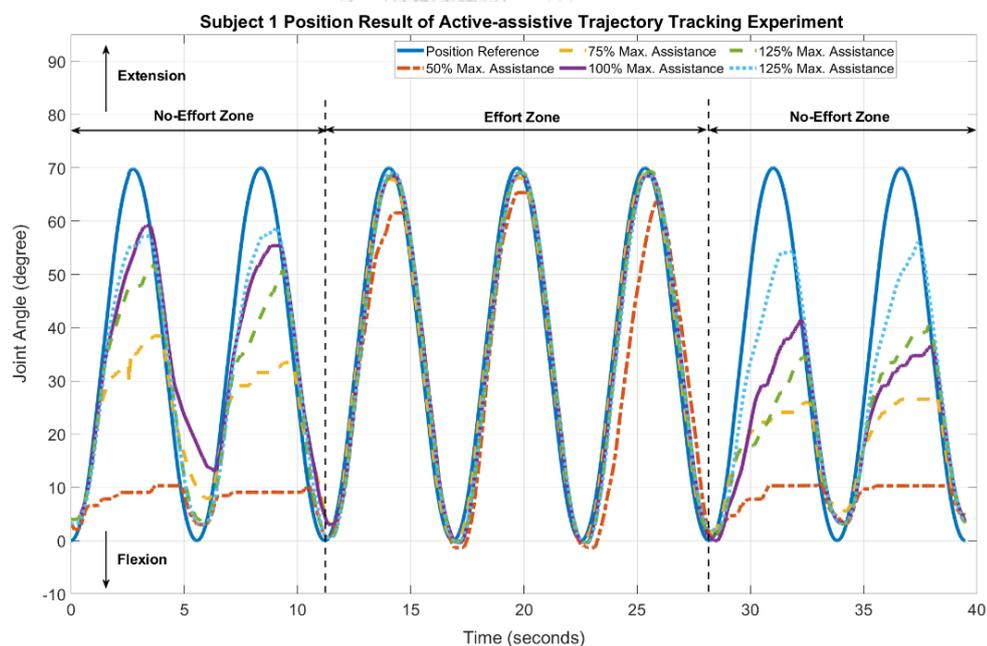 Subject 1 Position Result of Active-assistive Trajectory Tracking Experiment
Position Reference 75% Max. Assistance 125% Max. Assistance
50% Max. Assistance 100% Max. Assistance 125% Max. Assistance
90
Extension
80
No-Effort Zone Effort Zone No-Effort Zone
70
60
50
40
30
20
10
0
Flexion
-10
Joint Angle (degree)
0 5 10 15 20 25 30 35 40
Time (seconds)